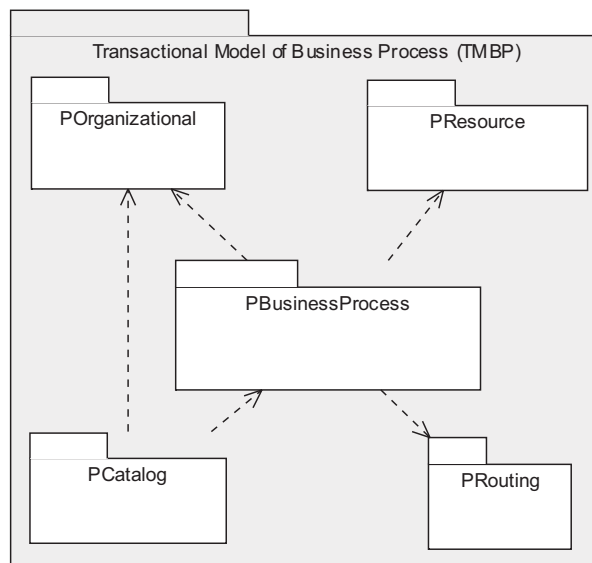 Transactional Model of Business Process (TMBP)
POrganizational
PResource
PBusinessProcess
PCatalog
PRouting